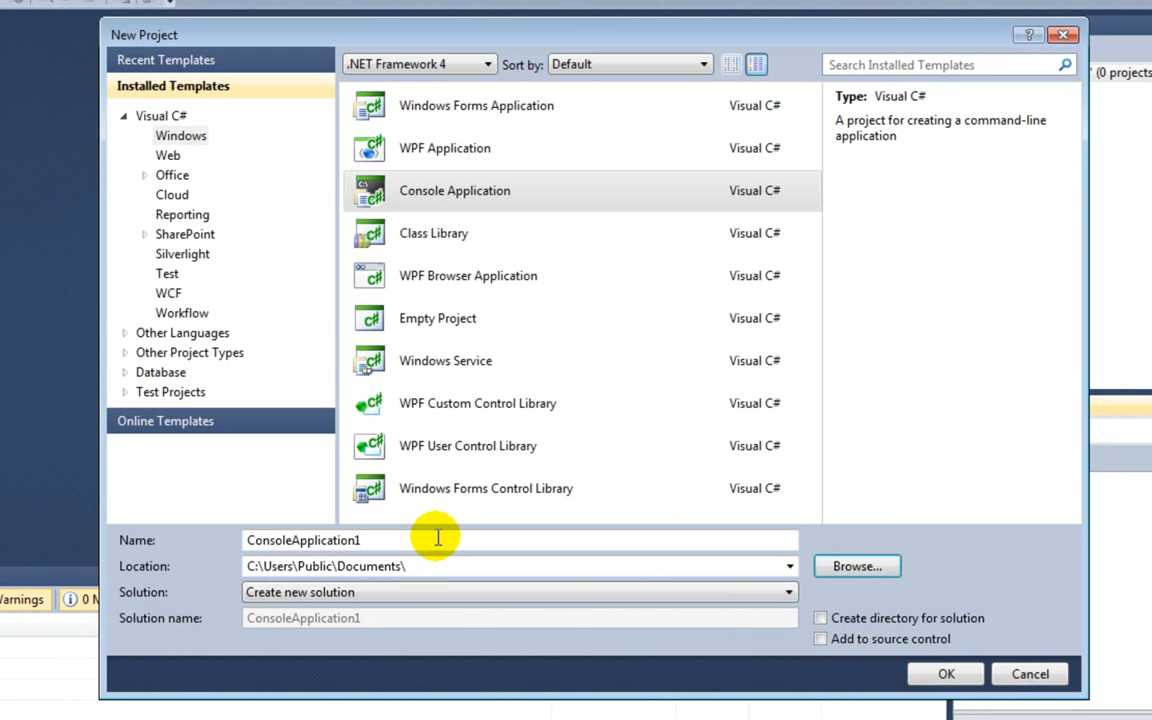 New Project
(0 projects
Recent Templates
.NET Framework 4
Sort by:
Default
Search Installed Templates
Installed Templates
Visual C#
Windows
Web
Office
Cloud
Reporting
SharePoint
Silverlight
Test
WCF
Workflow
Other Languages
Other Project Types
Database
Test Projects
Online Templates
Windows Forms Application Visual C#
WPF Application Visual C#
Console Application Visual C#
Class Library Visual C#
WPF Browser Application Visual C#
Empty Project Visual C#
Windows Service Visual C#
WPF Custom Control Library Visual C#
WPF User Control Library Visual C#
Windows Forms Control Library Visual C#
Type: Visual C#
A project for creating a command-line
application
Name: ConsoleApplication1
Location: C:\Users\Public\Documents\ Browse...
Solution: Create new solution
Solution name: ConsoleApplication1
Create directory for solution
Add to source control
OK Cancel
0